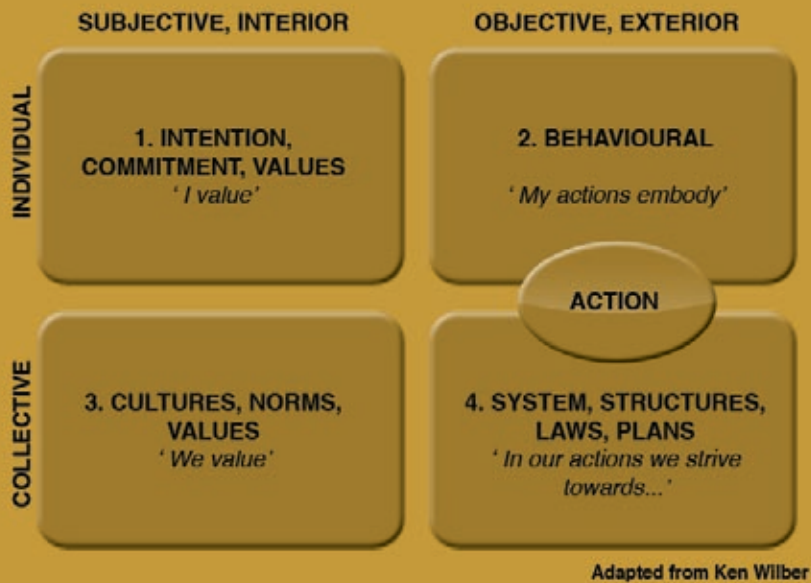 SUBJECTIVE, INTERIOR
OBJECTIVE, EXTERIOR
INDIVIDUAL
1. INTENTION,
COMMITMENT, VALUES
‘ I value’
2. BEHAVIOURAL
‘ My actions embody’
ACTION
COLLECTIVE
3. CULTURES, NORMS,
VALUES
‘ We value’
4. SYSTEM, STRUCTURES,
LAWS, PLANS
‘ In our actions we strive
towards...’
Adapted from Ken Wilber